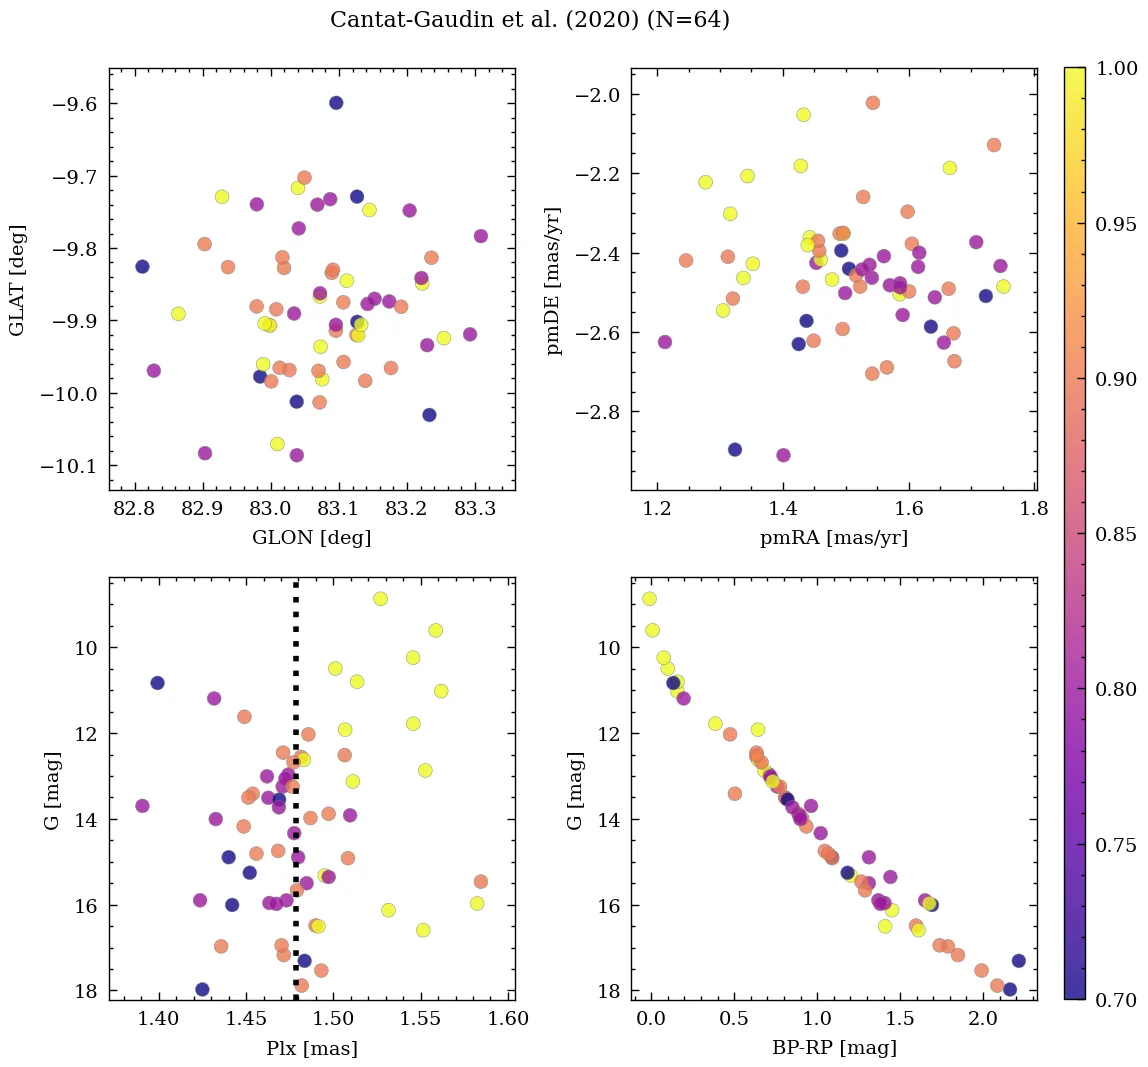 Cantat-Gaudin et al. (2020) (N=64)
−9.6
−9.7
−9.8
−9.9
−10.0
−10.1
GLAT [deg]
82.8 82.9 83.0 83.1 83.2 83.3
GLON [deg]
−2.0
−2.2
−2.4
−2.6
−2.8
pmDE [mas/yr]
1.2 1.4 1.6 1.8
pmRA [mas/yr]
10
12
14
16
18
G [mag]
1.40 1.45 1.50 1.55 1.60
Plx [mas]
10
12
14
16
18
G [mag]
0.0 0.5 1.0 1.5 2.0
BP-RP [mag]
1.00
0.95
0.90
0.85
0.80
0.75
0.70